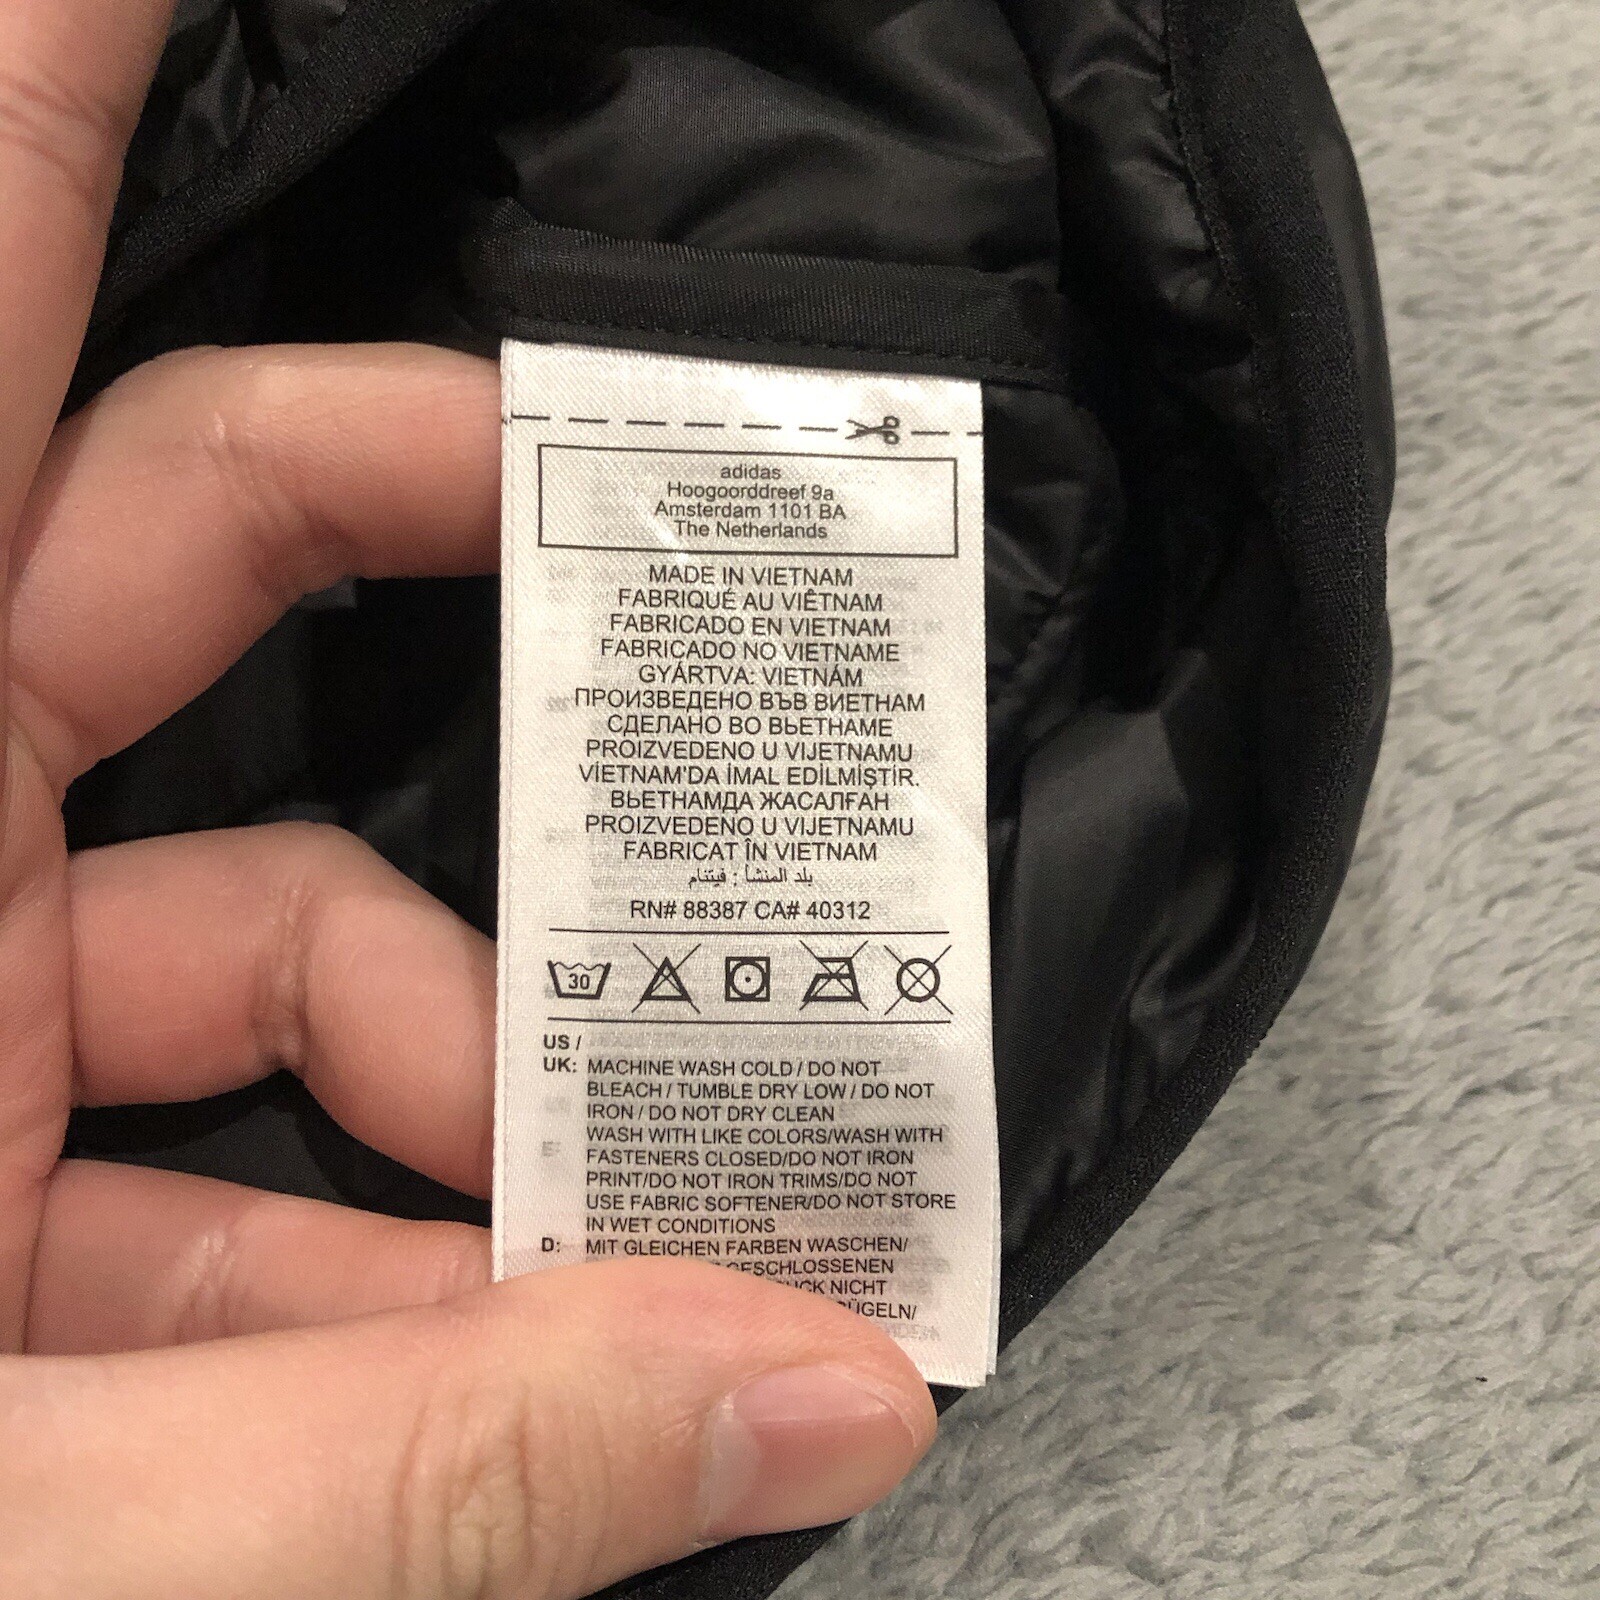 adidas
Hoogoorddreef 9a
Amsterdam 1101 BA
The Netherlands
MADE IN VIETNAM
FABRIQUÉ AU VIÊTNAM
FABRICADO EN VIETNAM
FABRICADO NO VIETNAME
GYÁRTVA: VIETNÁM
ПРОИЗВЕДЕНО ВЪВ ВИЕТНАМ
СДЕЛАНО ВО ВЬЕТНАМЕ
PROIZVEDENO U VIJETNAMU
VİETNAM'DA İMAL EDİLMİŞTİR.
ВЬЕТНАМДА ЖАСАЛҒАН
PROIZVEDENO U VIJETNAMU
FABRICAT ÎN VIETNAM
بلد المنشأ : فيتنام
RN# 88387 CA# 40312
30
US /
UK: MACHINE WASH COLD / DO NOT
BLEACH / TUMBLE DRY LOW / DO NOT
IRON / DO NOT DRY CLEAN
WASH WITH LIKE COLORS/WASH WITH
FASTENERS CLOSED/DO NOT IRON
PRINT/DO NOT IRON TRIMS/DO NOT
USE FABRIC SOFTENER/DO NOT STORE
IN WET CONDITIONS
D: MIT GLEICHEN FARBEN WASCHEN/
GESCHLOSSENEN
NICHT